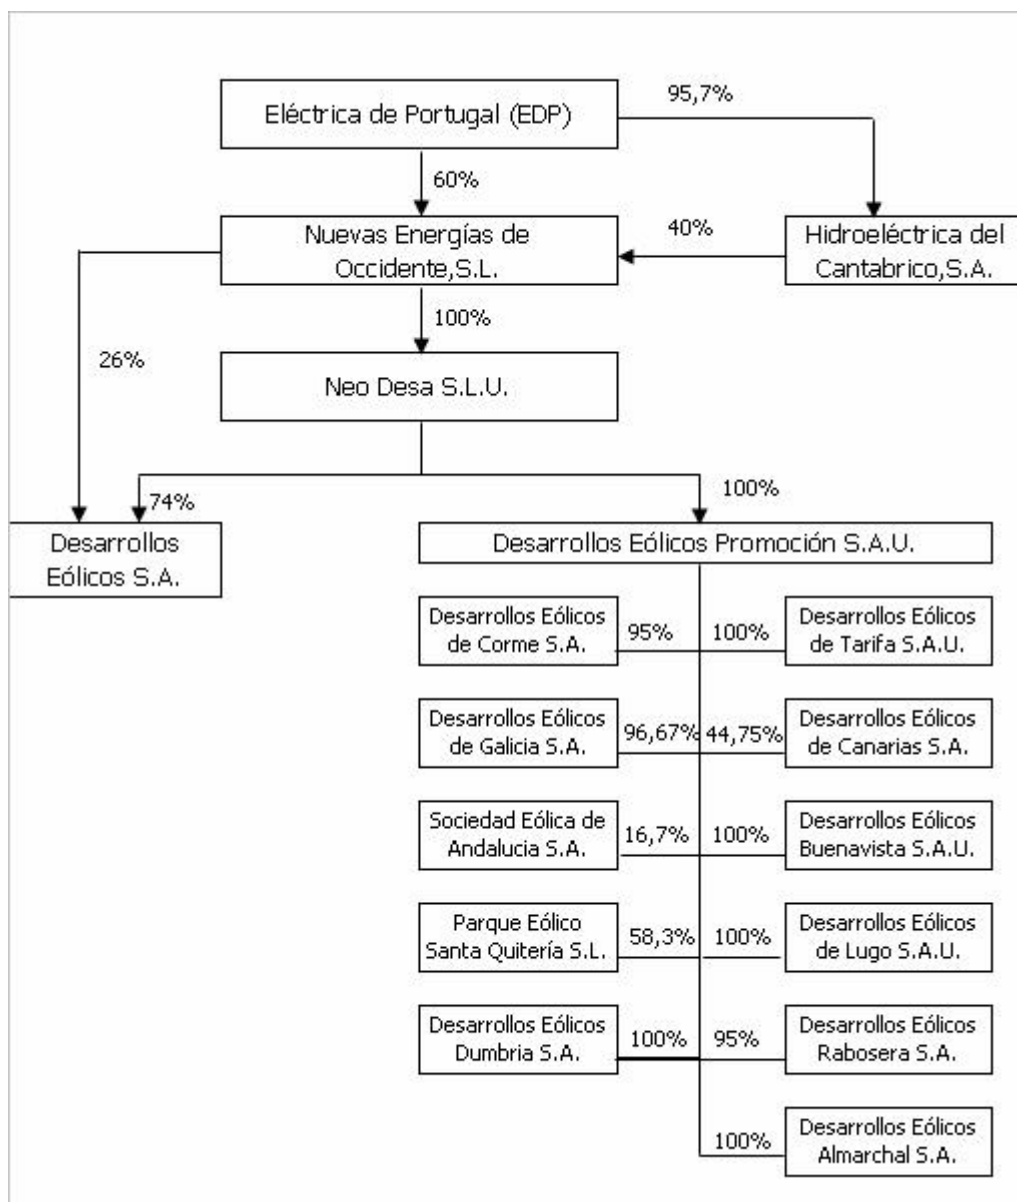 95,7%
Eléctrica de Portugal (EDP)
60%
Nuevas Energías de
Occidente,S.L.
40%
Hidroeléctrica del
Cantabrico,S.A.
100%
26%
Neo Desa S.L.U.
74%
100%
Desarrollos
Eólicos S.A.
Desarrollos Eólicos Promoción S.A.U.
Desarrollos Eólicos
de Corme S.A.
95%
100%
Desarrollos Eólicos
de Tarifa S.A.U.
Desarrollos Eólicos
de Galicia S.A.
96,67%
44,75%
Desarrollos Eólicos
de Canarias S.A.
Sociedad Eólica de
Andalucia S.A.
16,7%
100%
Desarrollos Eólicos
Buenavista S.A.U.
Parque Eólico
Santa Quitería S.L.
58,3%
100%
Desarrollos Eólicos
de Lugo S.A.U.
Desarrollos Eólicos
Dumbria S.A.
100%
95%
Desarrollos Eólicos
Rabosera S.A.
100%
Desarrollos Eólicos
Almarchal S.A.